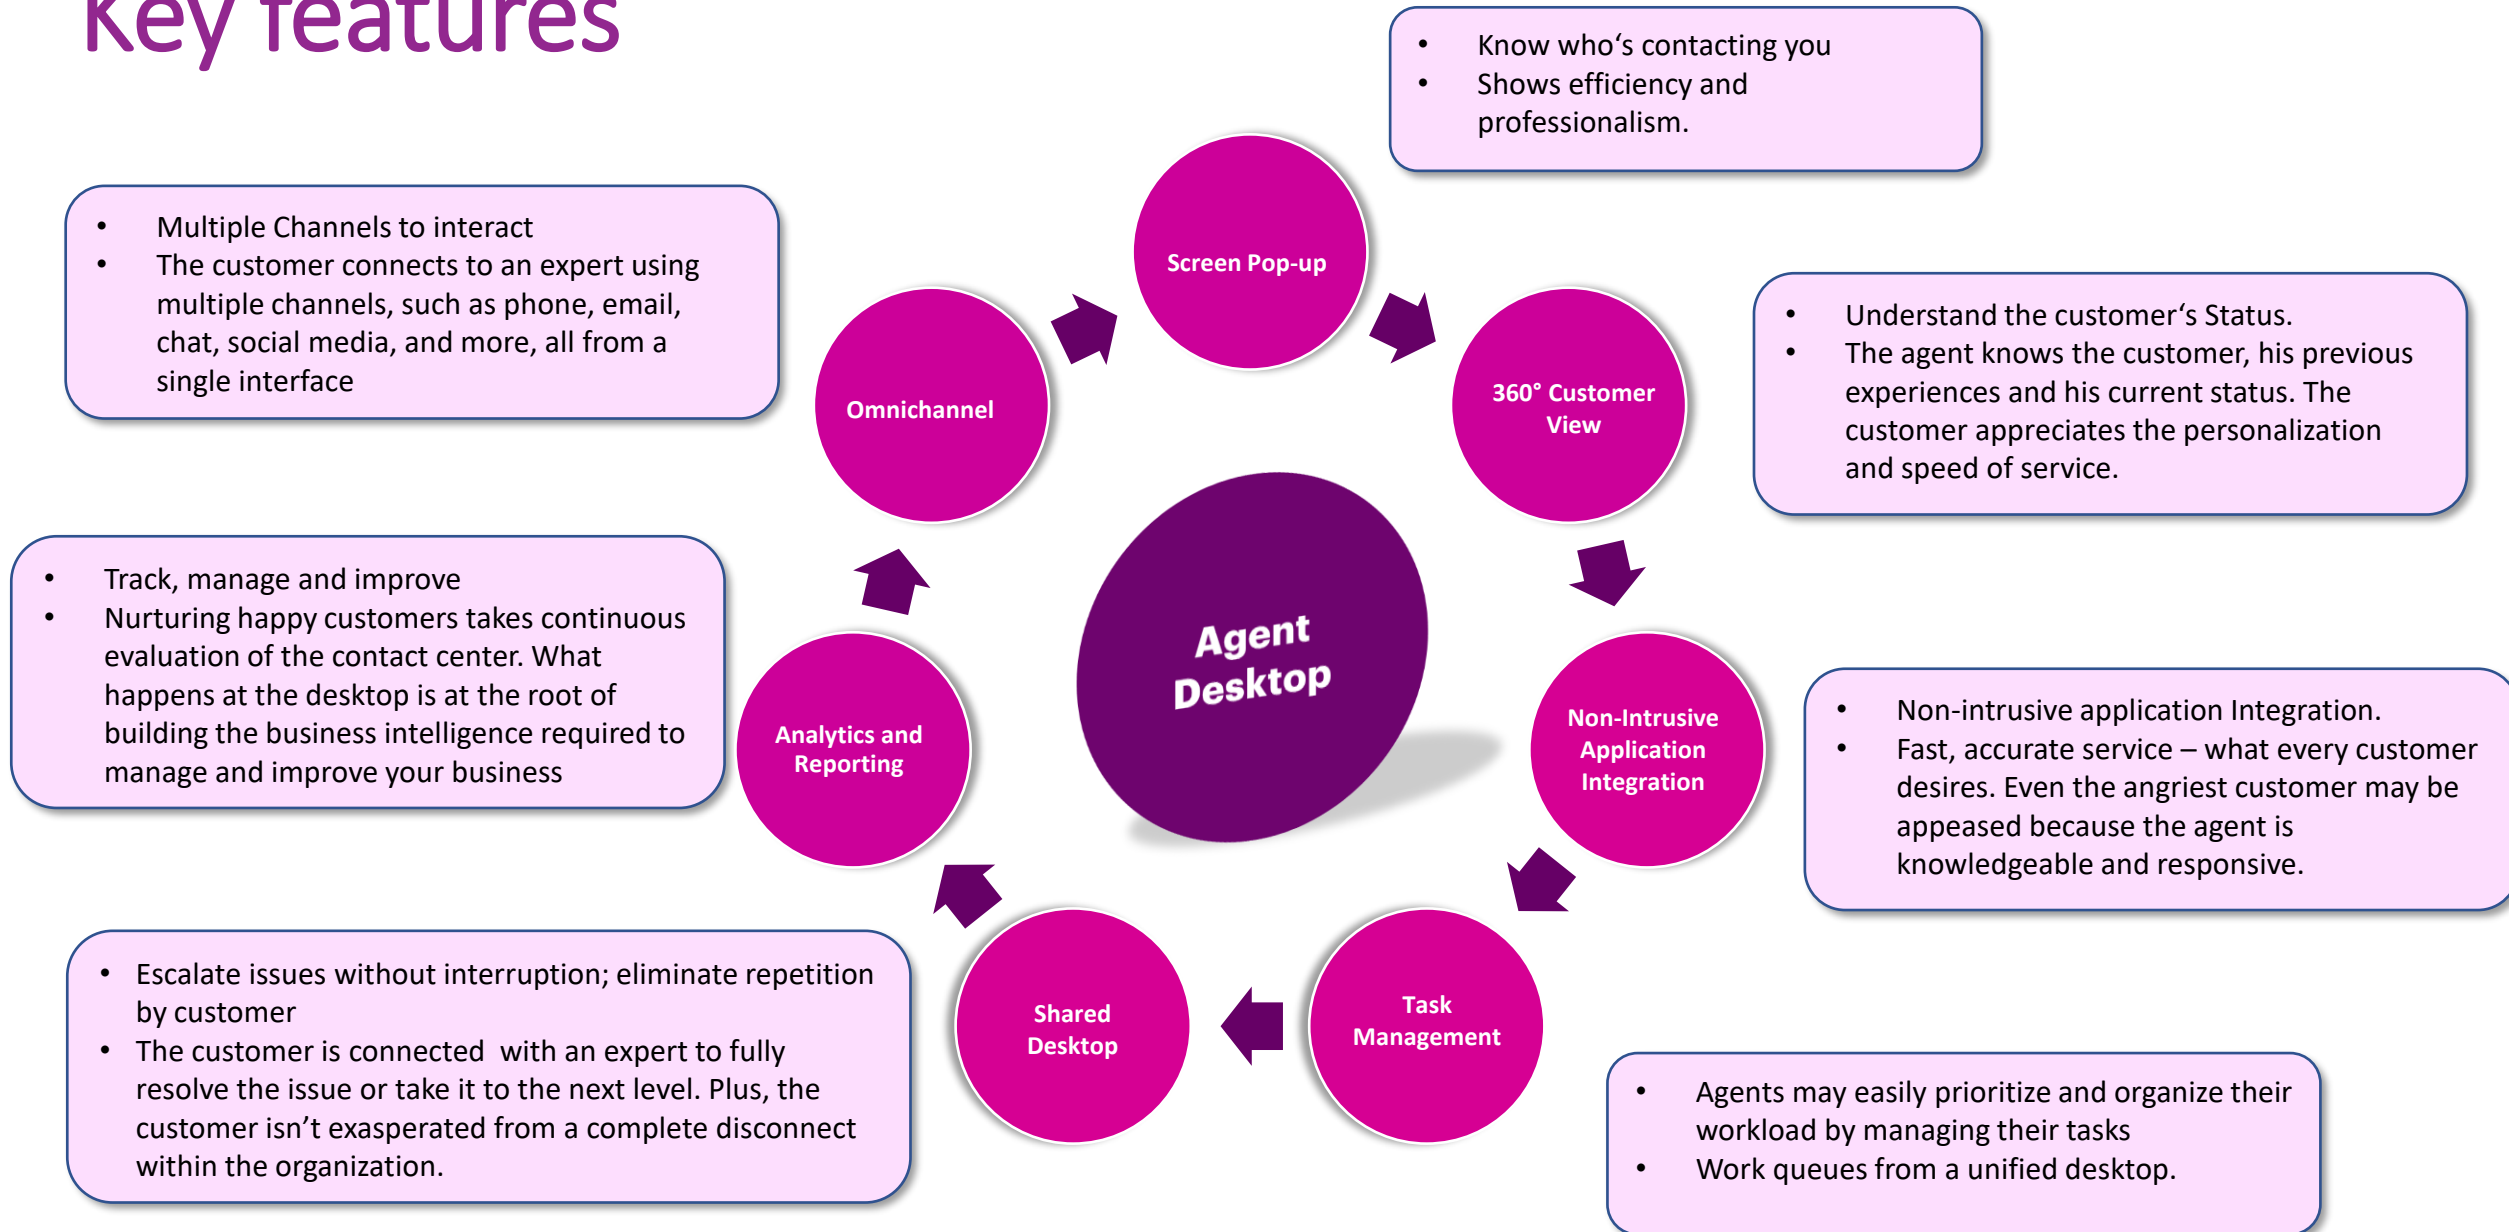 Key features
• Know who‘s contacting you
• Shows efficiency and
professionalism.
Screen Pop-up
• Multiple Channels to interact
• The customer connects to an expert using
multiple channels, such as phone, email,
chat, social media, and more, all from a
single interface
Omnichannel
360° Customer
View
• Understand the customer‘s Status.
• The agent knows the customer, his previous
experiences and his current status. The
customer appreciates the personalization
and speed of service.
Agent
Desktop
• Track, manage and improve
• Nurturing happy customers takes continuous
evaluation of the contact center. What
happens at the desktop is at the root of
building the business intelligence required to
manage and improve your business
Analytics and
Reporting
Non-Intrusive
Application
Integration
• Non-intrusive application Integration.
• Fast, accurate service – what every customer
desires. Even the angriest customer may be
appeased because the agent is
knowledgeable and responsive.
• Escalate issues without interruption; eliminate repetition
by customer
• The customer is connected  with an expert to fully
resolve the issue or take it to the next level. Plus, the
customer isn’t exasperated from a complete disconnect
within the organization.
Shared
Desktop
Task
Management
• Agents may easily prioritize and organize their
workload by managing their tasks
• Work queues from a unified desktop.